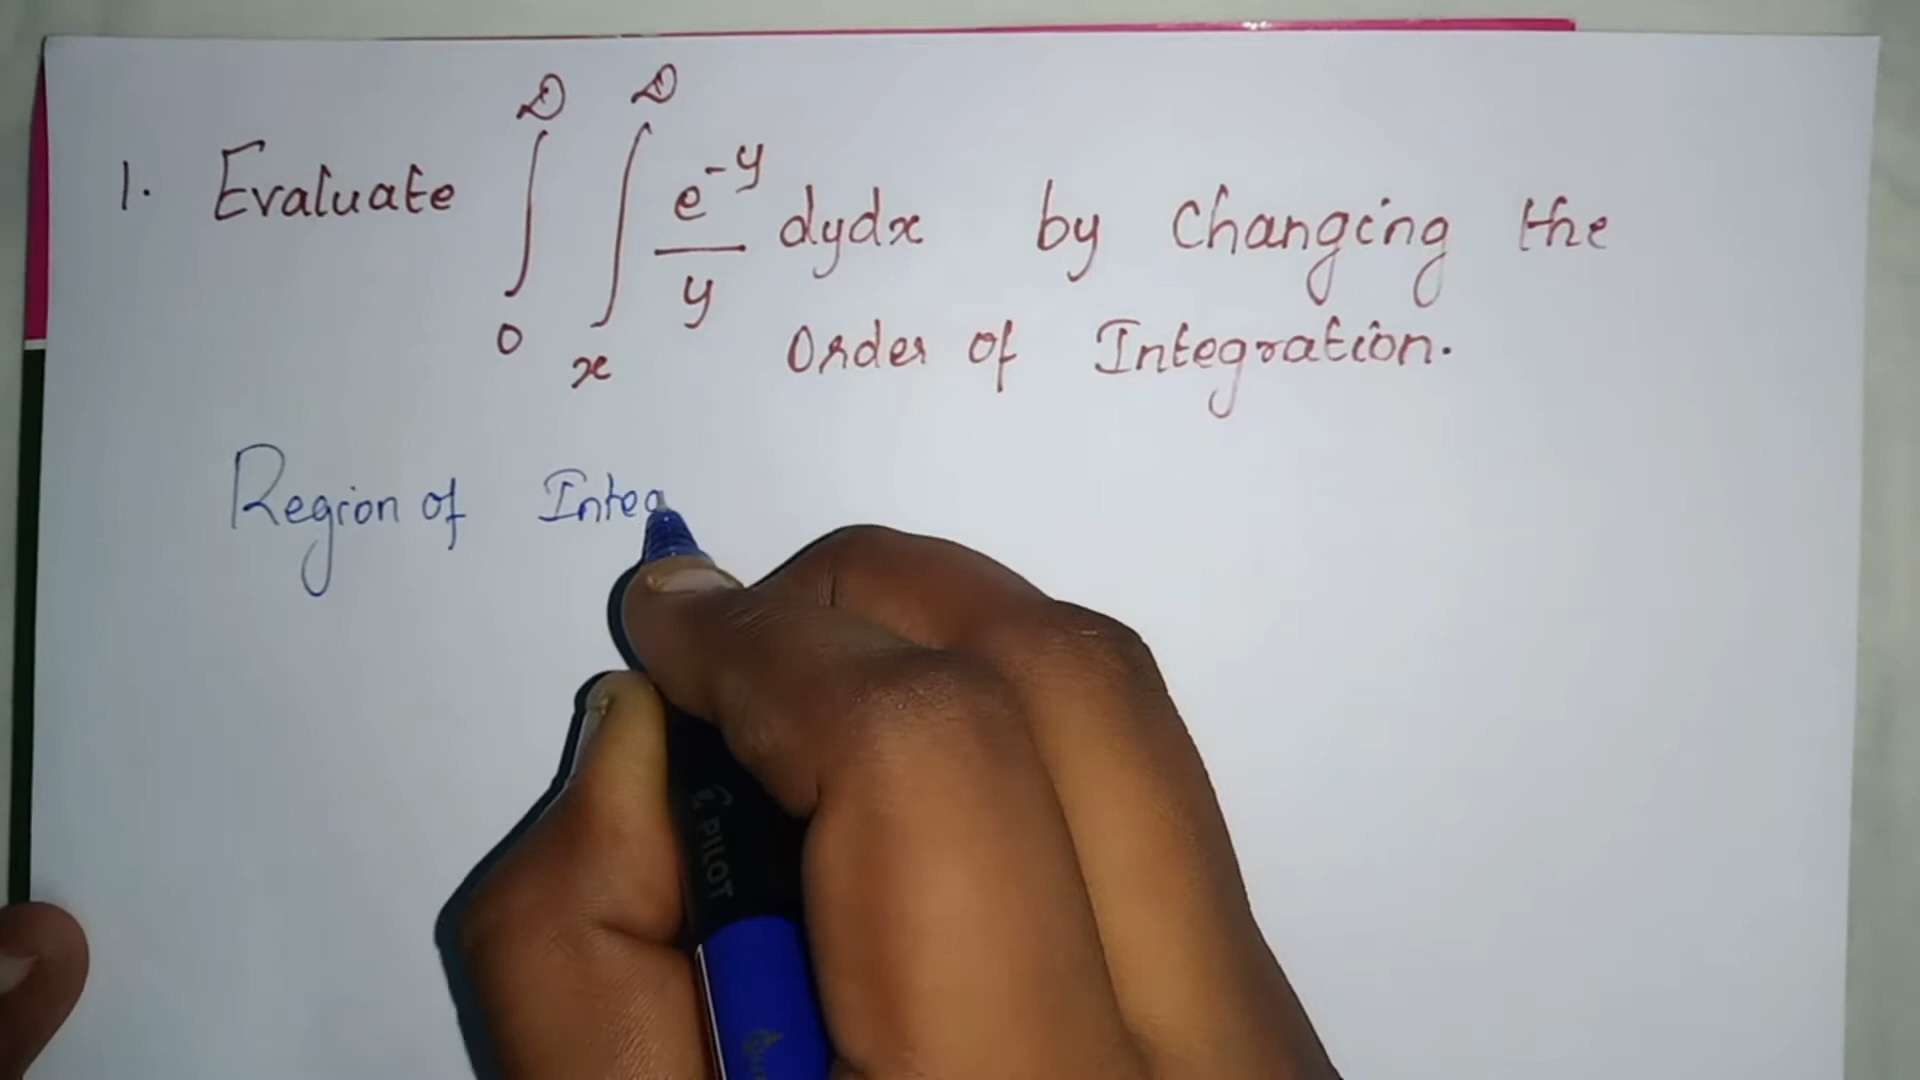 1. Evaluate ∫₀^∞ ∫ₓ^∞ e^{-y}/y dydx by Changing the
Order of Integration.
Region of Integ
PILOT